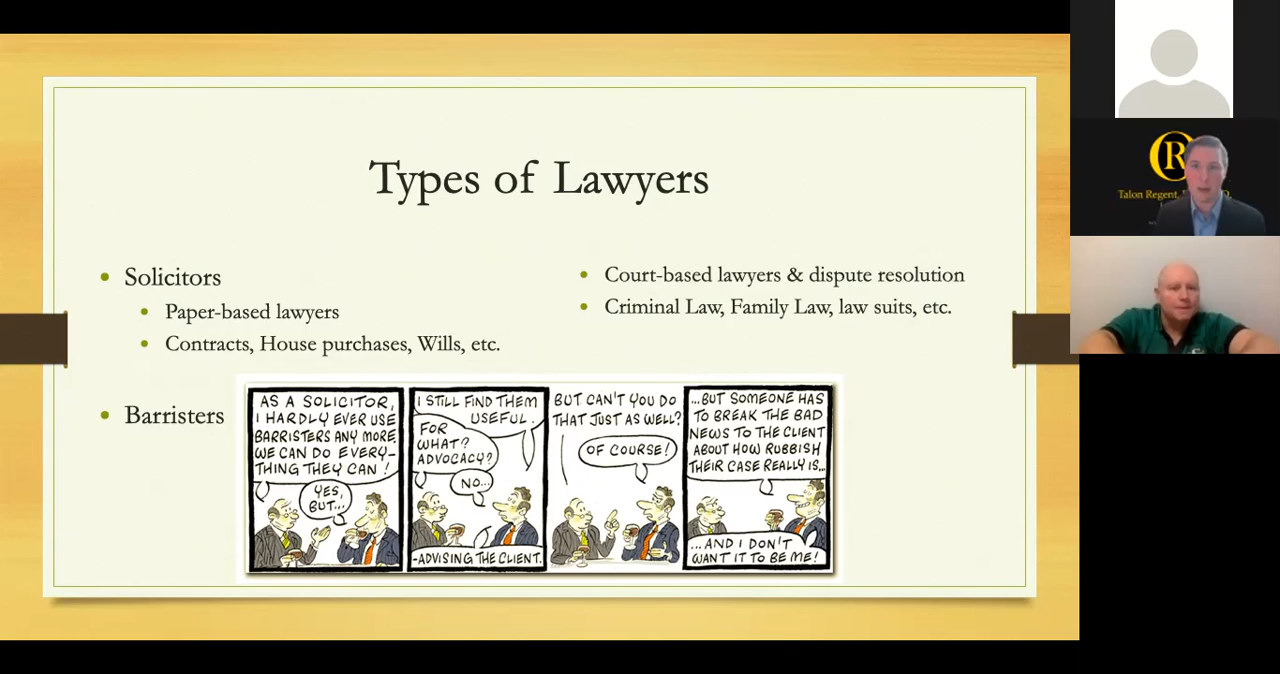 Types of Lawyers
• Solicitors
• Paper-based lawyers
• Contracts, House purchases, Wills, etc.
• Barristers
• Court-based lawyers & dispute resolution
• Criminal Law, Family Law, law suits, etc.
AS A SOLICITOR,
I HARDLY EVER USE
BARRISTERS ANY MORE.
WE CAN DO EVERY-
THING THEY CAN!
YES,
BUT...
I STILL FIND THEM
USEFUL.
FOR
WHAT?
ADVOCACY?
NO...
-ADVISING THE CLIENT.
BUT CAN'T YOU DO
THAT JUST AS WELL?
OF COURSE!
...BUT SOMEONE HAS
TO BREAK THE BAD
NEWS TO THE CLIENT
ABOUT HOW RUBBISH
THEIR CASE REALLY IS...
...AND I DON'T
WANT IT TO BE ME!
R
Talon Regent,